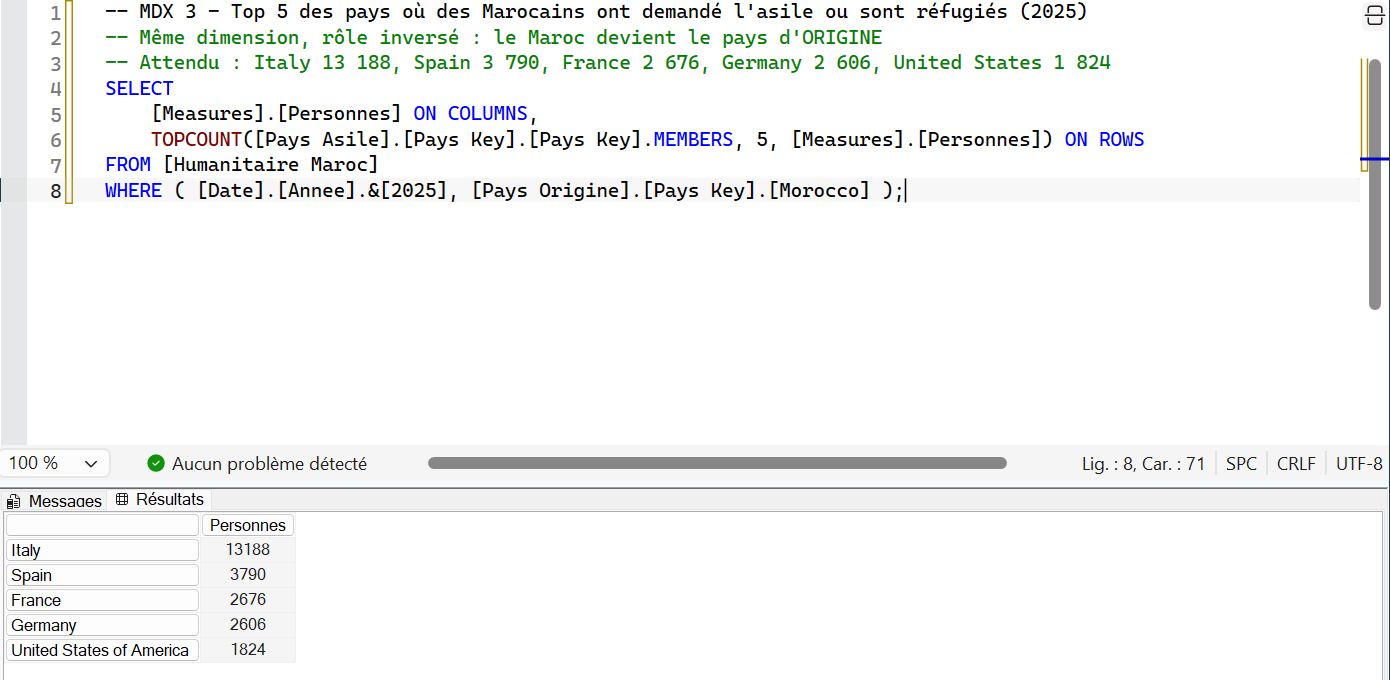 1 -- MDX 3 - Top 5 des pays où des Marocains ont demandé l'asile ou sont réfugiés (2025)
2 -- Même dimension, rôle inversé : le Maroc devient le pays d'ORIGINE
3 -- Attendu : Italy 13 188, Spain 3 790, France 2 676, Germany 2 606, United States 1 824
4 SELECT
5 [Measures].[Personnes] ON COLUMNS,
6 TOPCOUNT([Pays Asile].[Pays Key].[Pays Key].MEMBERS, 5, [Measures].[Personnes]) ON ROWS
7 FROM [Humanitaire Maroc]
8 WHERE ( [Date].[Annee].&[2025], [Pays Origine].[Pays Key].[Morocco] );
100 % Aucun problème détecté Lig. : 8, Car. : 71 SPC CRLF UTF-8
Messages Résultats
Personnes
Italy 13188
Spain 3790
France 2676
Germany 2606
United States of America 1824